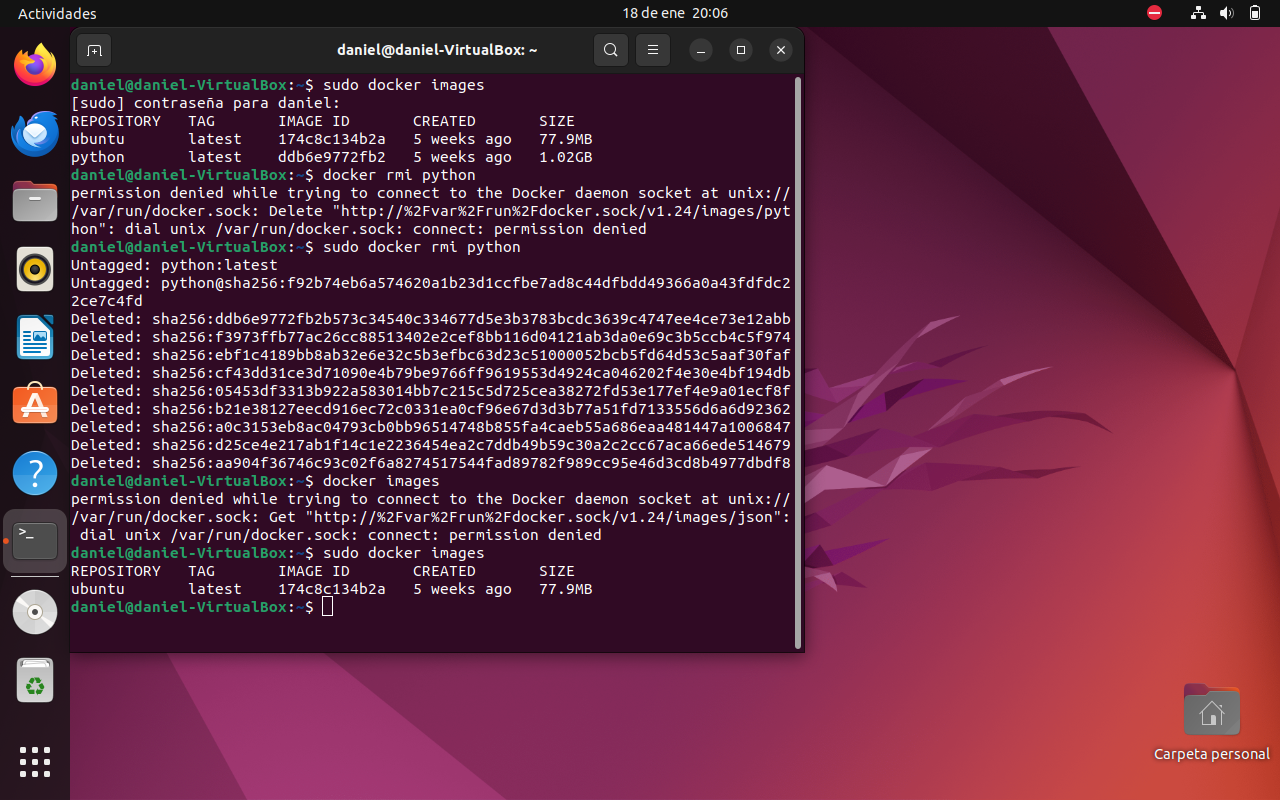 Actividades
18 de ene 20:06
daniel@daniel-VirtualBox: ~
daniel@daniel-VirtualBox:~$ sudo docker images
[sudo] contraseña para daniel:
REPOSITORY   TAG       IMAGE ID       CREATED       SIZE
ubuntu       latest    174c8c134b2a   5 weeks ago   77.9MB
python       latest    ddb6e9772fb2   5 weeks ago   1.02GB
daniel@daniel-VirtualBox:~$ docker rmi python
permission denied while trying to connect to the Docker daemon socket at unix://
/var/run/docker.sock: Delete "http://%2Fvar%2Frun%2Fdocker.sock/v1.24/images/pyt
hon": dial unix /var/run/docker.sock: connect: permission denied
daniel@daniel-VirtualBox:~$ sudo docker rmi python
Untagged: python:latest
Untagged: python@sha256:f92b74eb6a574620a1b23d1ccfbe7ad8c44dfbdd49366a0a43fdfdc2
2ce7c4fd
Deleted: sha256:ddb6e9772fb2b573c34540c334677d5e3b3783bcdc3639c4747ee4ce73e12abb
Deleted: sha256:f3973ffb77ac26cc88513402e2cef8bb116d04121ab3da0e69c3b5ccb4c5f974
Deleted: sha256:ebf1c4189bb8ab32e6e32c5b3efbc63d23c51000052bcb5fd64d53c5aaf30faf
Deleted: sha256:cf43dd31ce3d71090e4b79be9766ff9619553d4924ca046202f4e30e4bf194db
Deleted: sha256:05453df3313b922a583014bb7c215c5d725cea38272fd53e177ef4e9a01ecf8f
Deleted: sha256:b21e38127eecd916ec72c0331ea0cf96e67d3d3b77a51fd7133556d6a6d92362
Deleted: sha256:a0c3153eb8ac04793cb0bb96514748b855fa4caeb55a686eaa481447a1006847
Deleted: sha256:d25ce4e217ab1f14c1e2236454ea2c7ddb49b59c30a2c2cc67aca66ede514679
Deleted: sha256:aa904f36746c93c02f6a8274517544fad89782f989cc95e46d3cd8b4977dbdf8
daniel@daniel-VirtualBox:~$ docker images
permission denied while trying to connect to the Docker daemon socket at unix://
/var/run/docker.sock: Get "http://%2Fvar%2Frun%2Fdocker.sock/v1.24/images/json":
 dial unix /var/run/docker.sock: connect: permission denied
daniel@daniel-VirtualBox:~$ sudo docker images
REPOSITORY   TAG       IMAGE ID       CREATED       SIZE
ubuntu       latest    174c8c134b2a   5 weeks ago   77.9MB
daniel@daniel-VirtualBox:~$
Carpeta personal